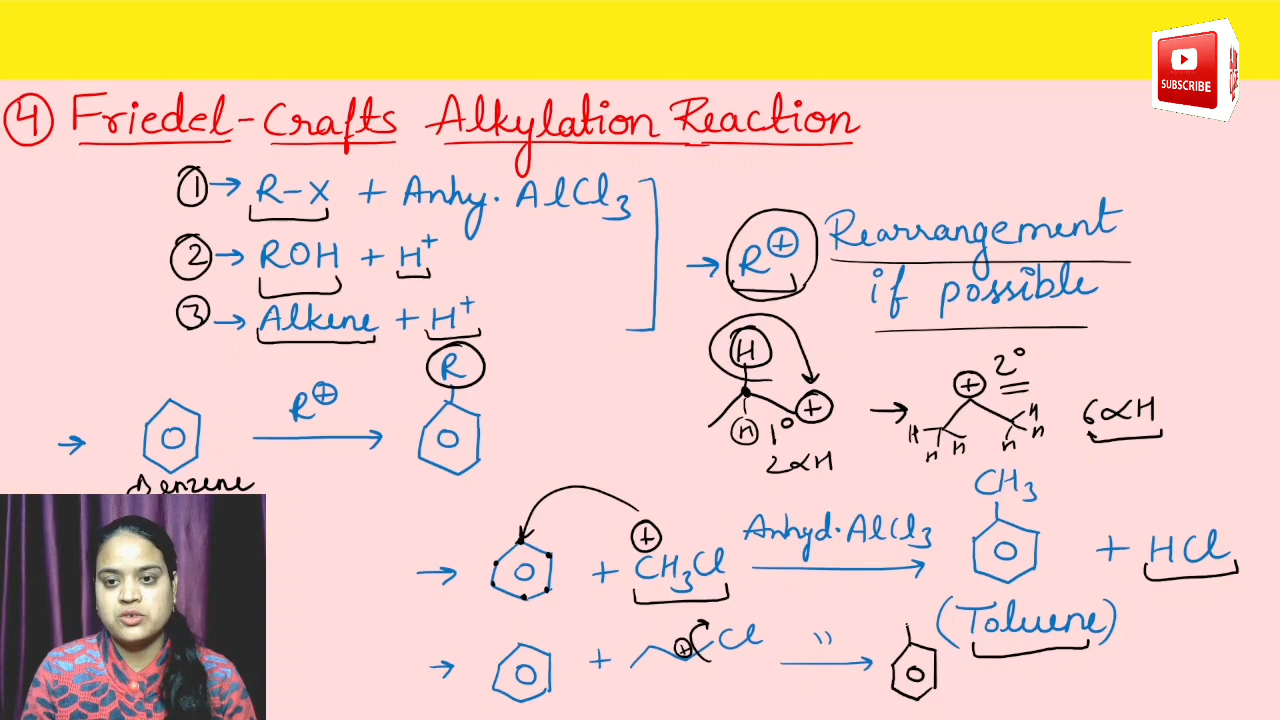 ④ Friedel-Crafts Alkylation Reaction
SUBSCRIBE
① → R-X + Anhy. AlCl3
② → ROH + H+
③ → Alkene + H+
→ R⊕ Rearrangement
if possible
H
⊕ 2°
⊕ → 6αH
H 1° H H H H H
2αH
R
→ R⊕
Benzene
CH3
⊕ Anhyd. AlCl3
→ + CH3Cl + HCl
(Toluene)
→ + ⊕ Cl ''